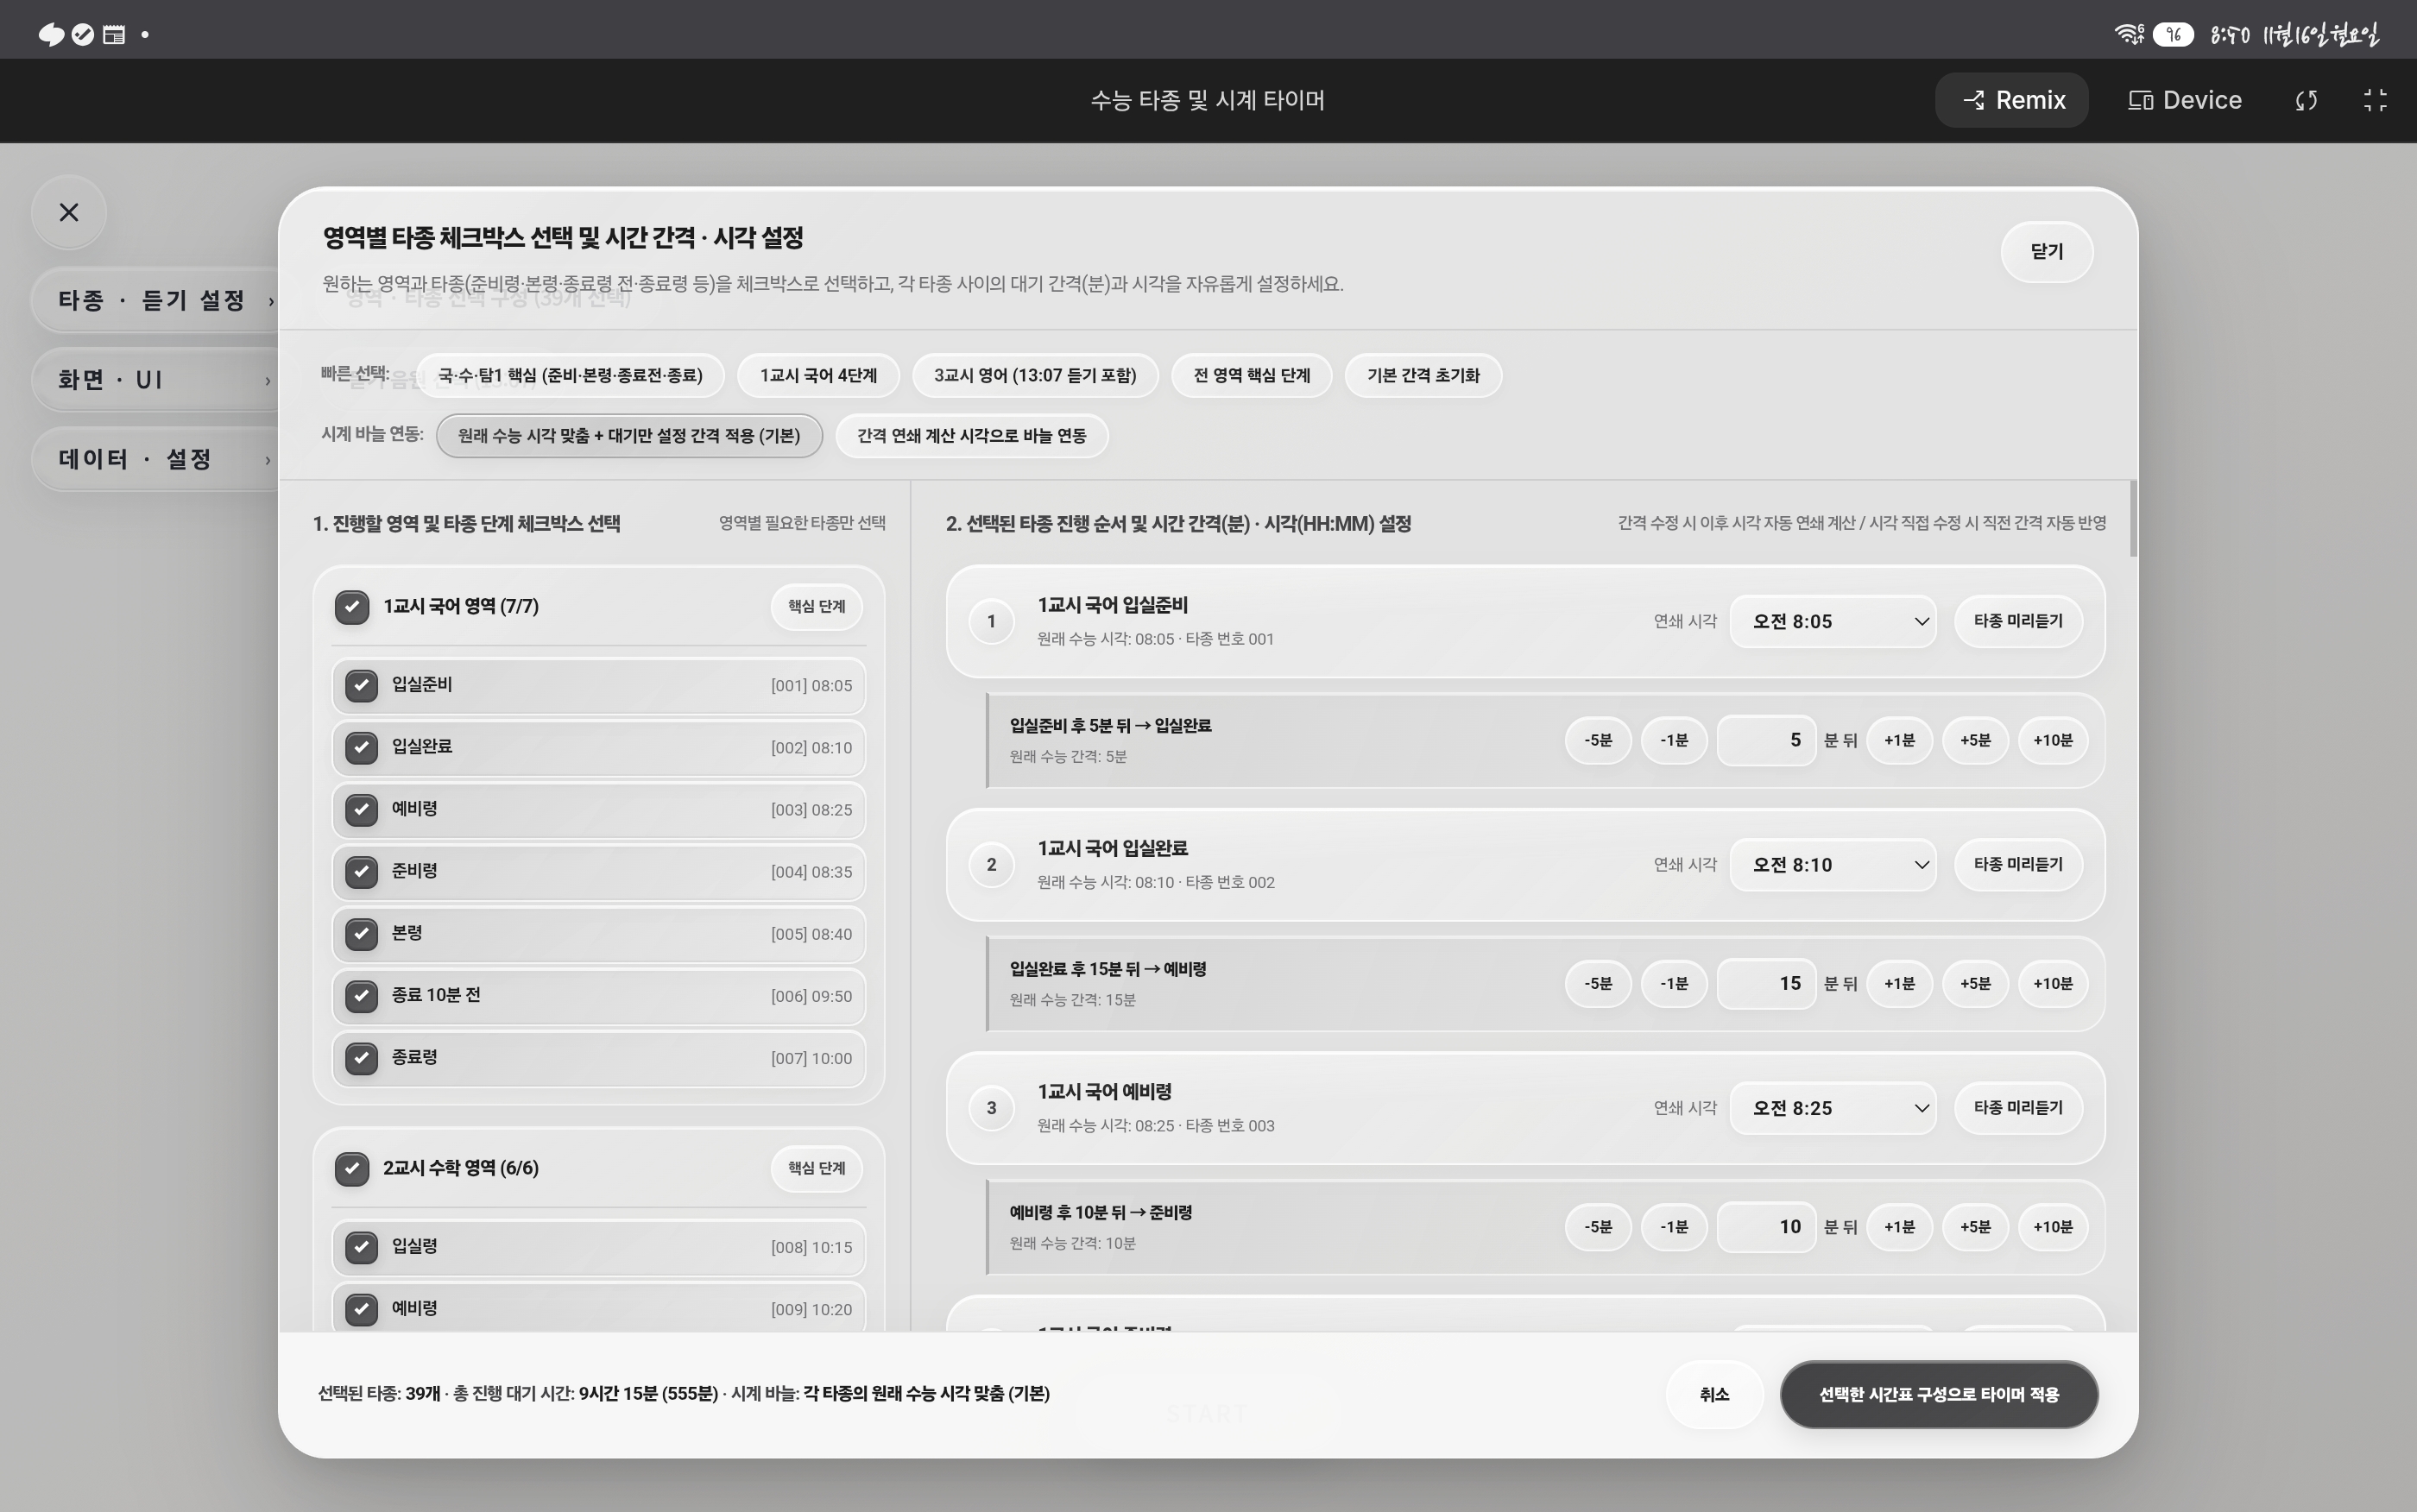 96 8:50 11월 16일 월요일
수능 타종 및 시계 타이머
Remix
Device
타종 · 듣기 설정 ›
화면 · UI ›
데이터 · 설정 ›
영역별 타종 체크박스 선택 및 시간 간격 · 시각 설정
닫기
원하는 영역과 타종(준비령·본령·종료령 전·종료령 등)을 체크박스로 선택하고, 각 타종 사이의 대기 간격(분)과 시각을 자유롭게 설정하세요.
영역 · 타종 선택 구성 (39개 선택)
빠른 선택: 국·수·탐1 핵심 (준비·본령·종료전·종료) 1교시 국어 4단계 3교시 영어 (13:07 듣기 포함) 전 영역 핵심 단계 기본 간격 초기화
시계 바늘 연동: 원래 수능 시각 맞춤 + 대기만 설정 간격 적용 (기본) 간격 연쇄 계산 시각으로 바늘 연동
1. 진행할 영역 및 타종 단계 체크박스 선택 영역별 필요한 타종만 선택
1교시 국어 영역 (7/7) 핵심 단계
입실준비 [001] 08:05
입실완료 [002] 08:10
예비령 [003] 08:25
준비령 [004] 08:35
본령 [005] 08:40
종료 10분 전 [006] 09:50
종료령 [007] 10:00
2교시 수학 영역 (6/6) 핵심 단계
입실령 [008] 10:15
예비령 [009] 10:20
2. 선택된 타종 진행 순서 및 시간 간격(분) · 시각(HH:MM) 설정 간격 수정 시 이후 시각 자동 연쇄 계산 / 시각 직접 수정 시 직전 간격 자동 반영
1 1교시 국어 입실준비 연쇄 시각 오전 8:05 타종 미리듣기
원래 수능 시각: 08:05 · 타종 번호 001
입실준비 후 5분 뒤 → 입실완료 -5분 -1분 5 분 뒤 +1분 +5분 +10분
원래 수능 간격: 5분
2 1교시 국어 입실완료 연쇄 시각 오전 8:10 타종 미리듣기
원래 수능 시각: 08:10 · 타종 번호 002
입실완료 후 15분 뒤 → 예비령 -5분 -1분 15 분 뒤 +1분 +5분 +10분
원래 수능 간격: 15분
3 1교시 국어 예비령 연쇄 시각 오전 8:25 타종 미리듣기
원래 수능 시각: 08:25 · 타종 번호 003
예비령 후 10분 뒤 → 준비령 -5분 -1분 10 분 뒤 +1분 +5분 +10분
원래 수능 간격: 10분
선택된 타종: 39개 · 총 진행 대기 시간: 9시간 15분 (555분) · 시계 바늘: 각 타종의 원래 수능 시각 맞춤 (기본)
START
취소
선택한 시간표 구성으로 타이머 적용